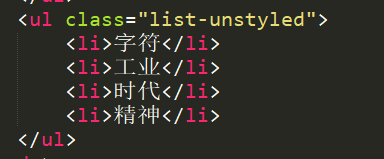 <ul class="list-unstyled">
<li>字符</li>
<li>工业</li>
<li>时代</li>
<li>精神</li>
</ul>